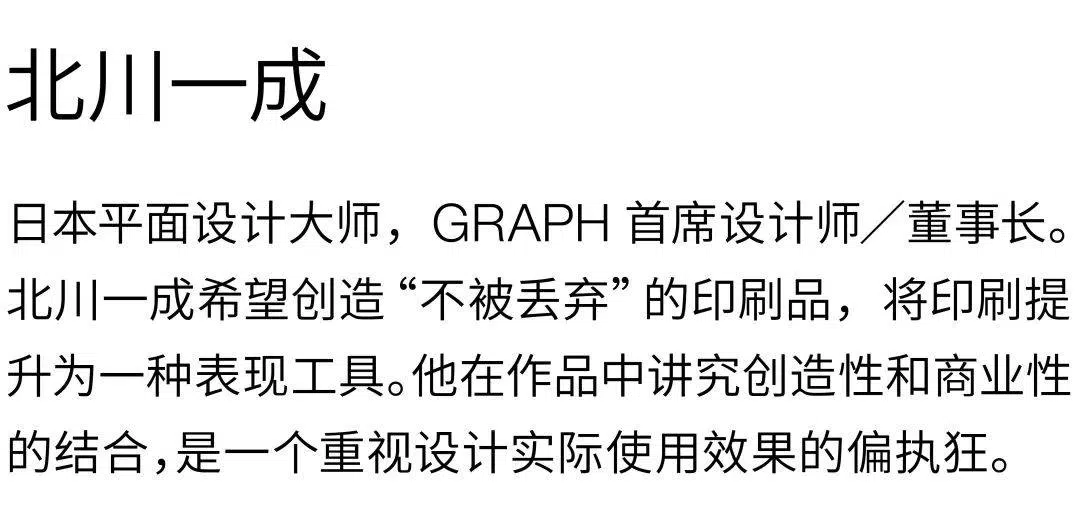 北川一成
日本平面设计大师，GRAPH 首席设计师／董事长。
北川一成希望创造“不被丢弃”的印刷品，将印刷提
升为一种表现工具。他在作品中讲究创造性和商业性
的结合，是一个重视设计实际使用效果的偏执狂。